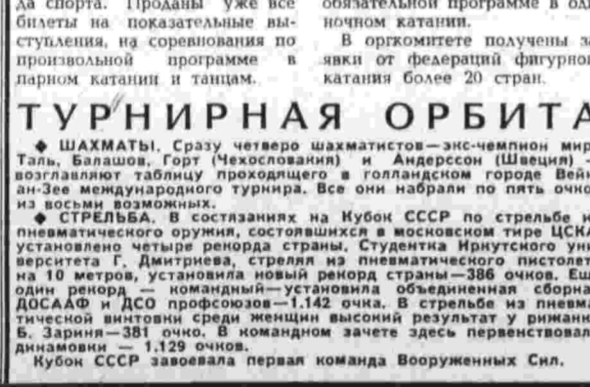 да спорта. Проданы уже все
билеты на показательные вы-
ступления, на соревнования по
произвольной программе в
парном катании и танцам.
обязательной программе в оди
ночном катании.
В оргкомитете получены за
явки от федераций фигурног
катания более 20 стран.
ТУРНИРНАЯ ОРБИТА
◆ ШАХМАТЫ. Сразу четверо шахматистов—экс-чемпион мир
Таль, Балашов, Горт (Чехословакия) и Андерссон (Швеция) —
возглавляют таблицу проходящего в голландском городе Вейк
ан-Зее международного турнира. Все они набрали по пять очко
из восьми возможных.
◆ СТРЕЛЬБА. В состязаниях на Кубок СССР по стрельбе и
пневматического оружия, состоявшихся в московском тире ЦСКА
установлено четыре рекорда страны. Студентка Иркутского уни
верситета Г. Дмитриева, стреляя из пневматического пистолет
на 10 метров, установила новый рекорд страны—386 очков. Ещ
один рекорд — командный—установила объединенная сборна
ДОСААФ и ДСО профсоюзов—1.142 очка. В стрельбе из пневма
тической винтовки среди женщин высокий результат у рижанк
Б. Зариня—381 очко. В командном зачете здесь первенствовал
динамовки — 1.129 очков.
Кубок СССР завоевала первая команда Вооруженных Сил.